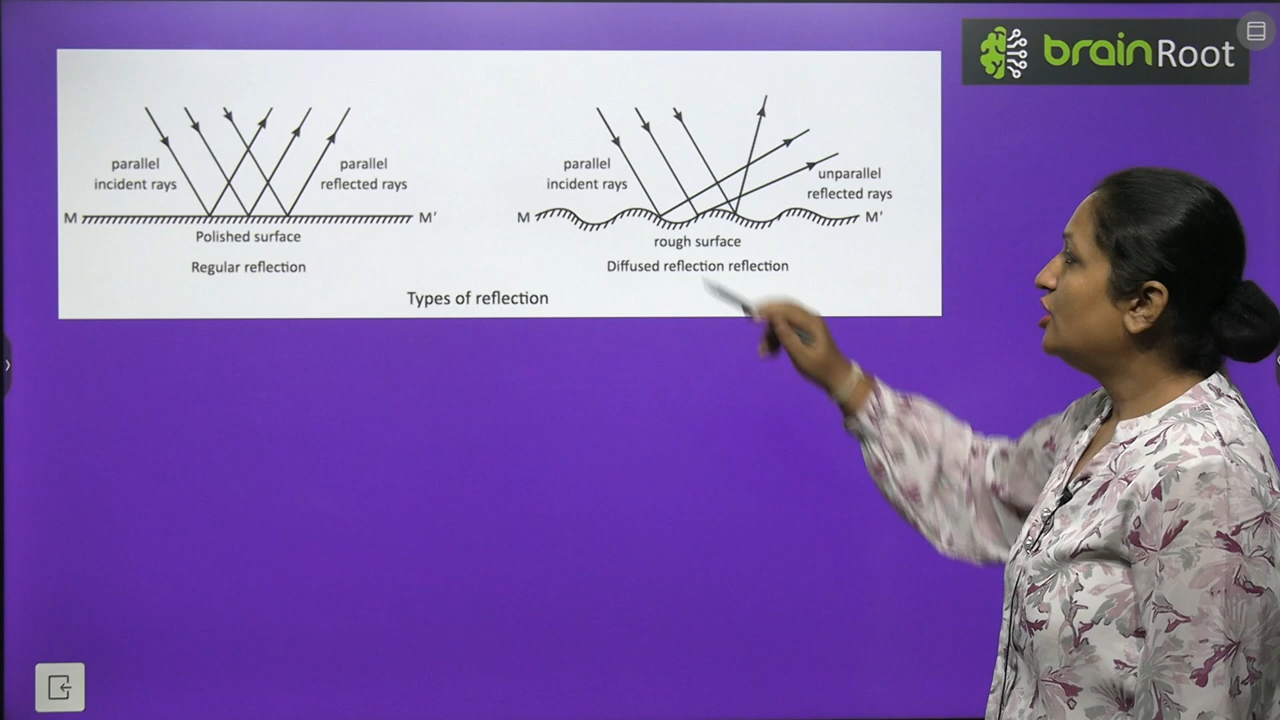 brainRoot
parallel
incident rays
parallel
reflected rays
M
M'
Polished surface
Regular reflection
parallel
incident rays
unparallel
reflected rays
M
M'
rough surface
Diffused reflection reflection
Types of reflection